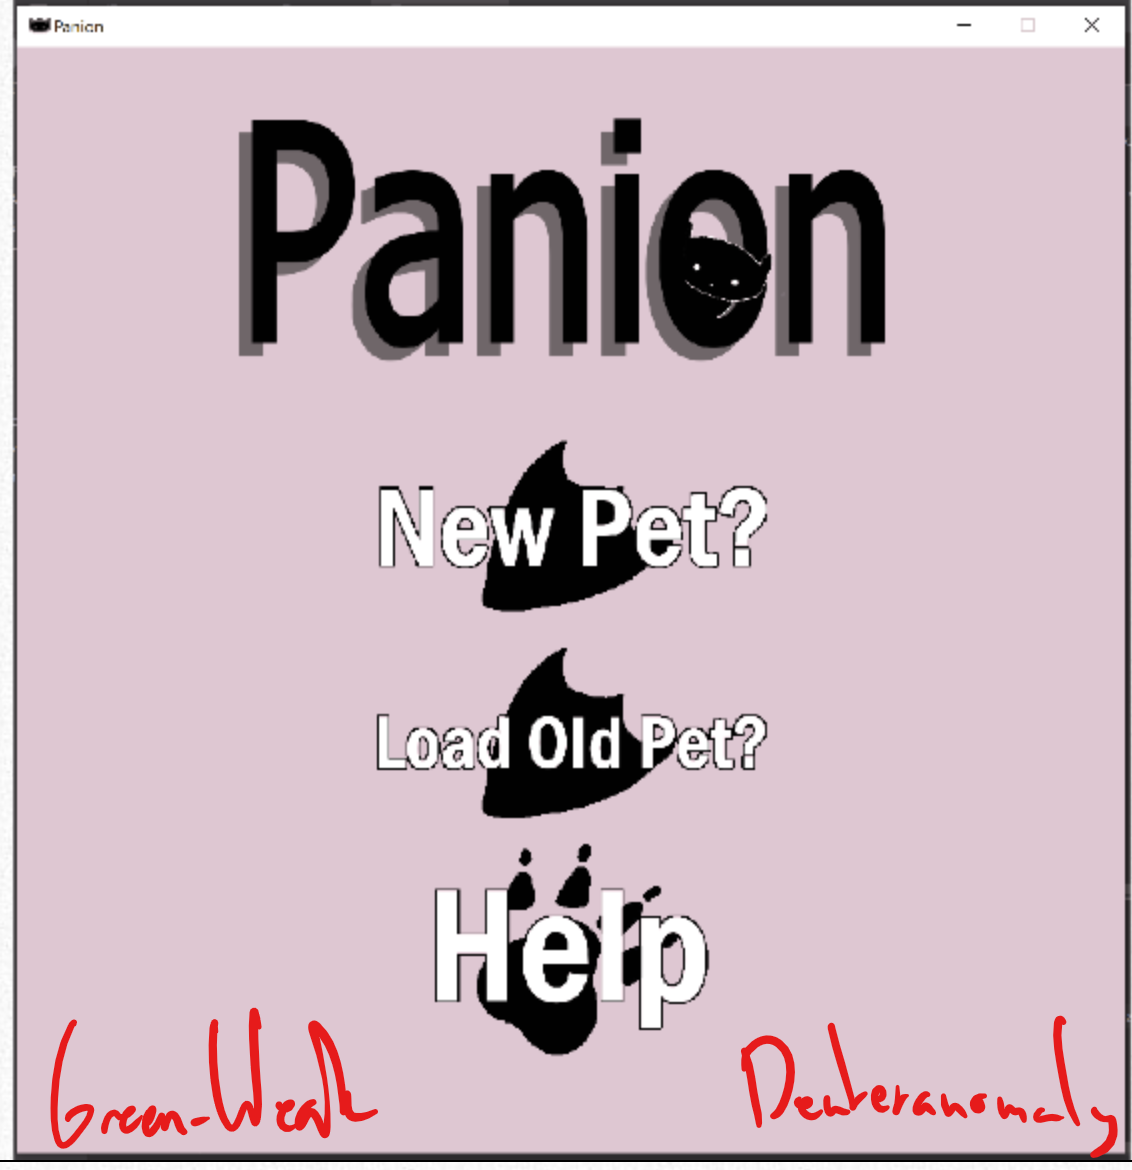 Panion
Panion
New Pet?
Load Old Pet?
Help
Green-Weak
Deuteranomaly